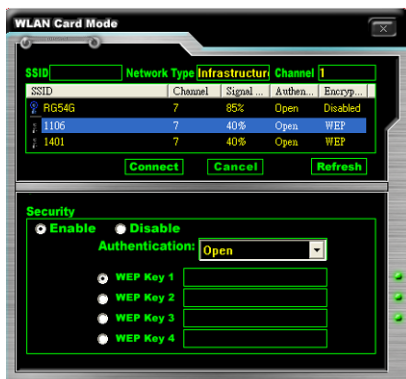 WLAN Card Mode
SSID Network Type Infrastructur Channel 1
SSID Channel Signal ... Authen... Encryp...
RG54G 7 85% Open Disabled
1106 7 40% Open WEP
1401 7 40% Open WEP
Connect Cancel Refresh
Security
Enable Disable
Authentication: Open
WEP Key 1
WEP Key 2
WEP Key 3
WEP Key 4